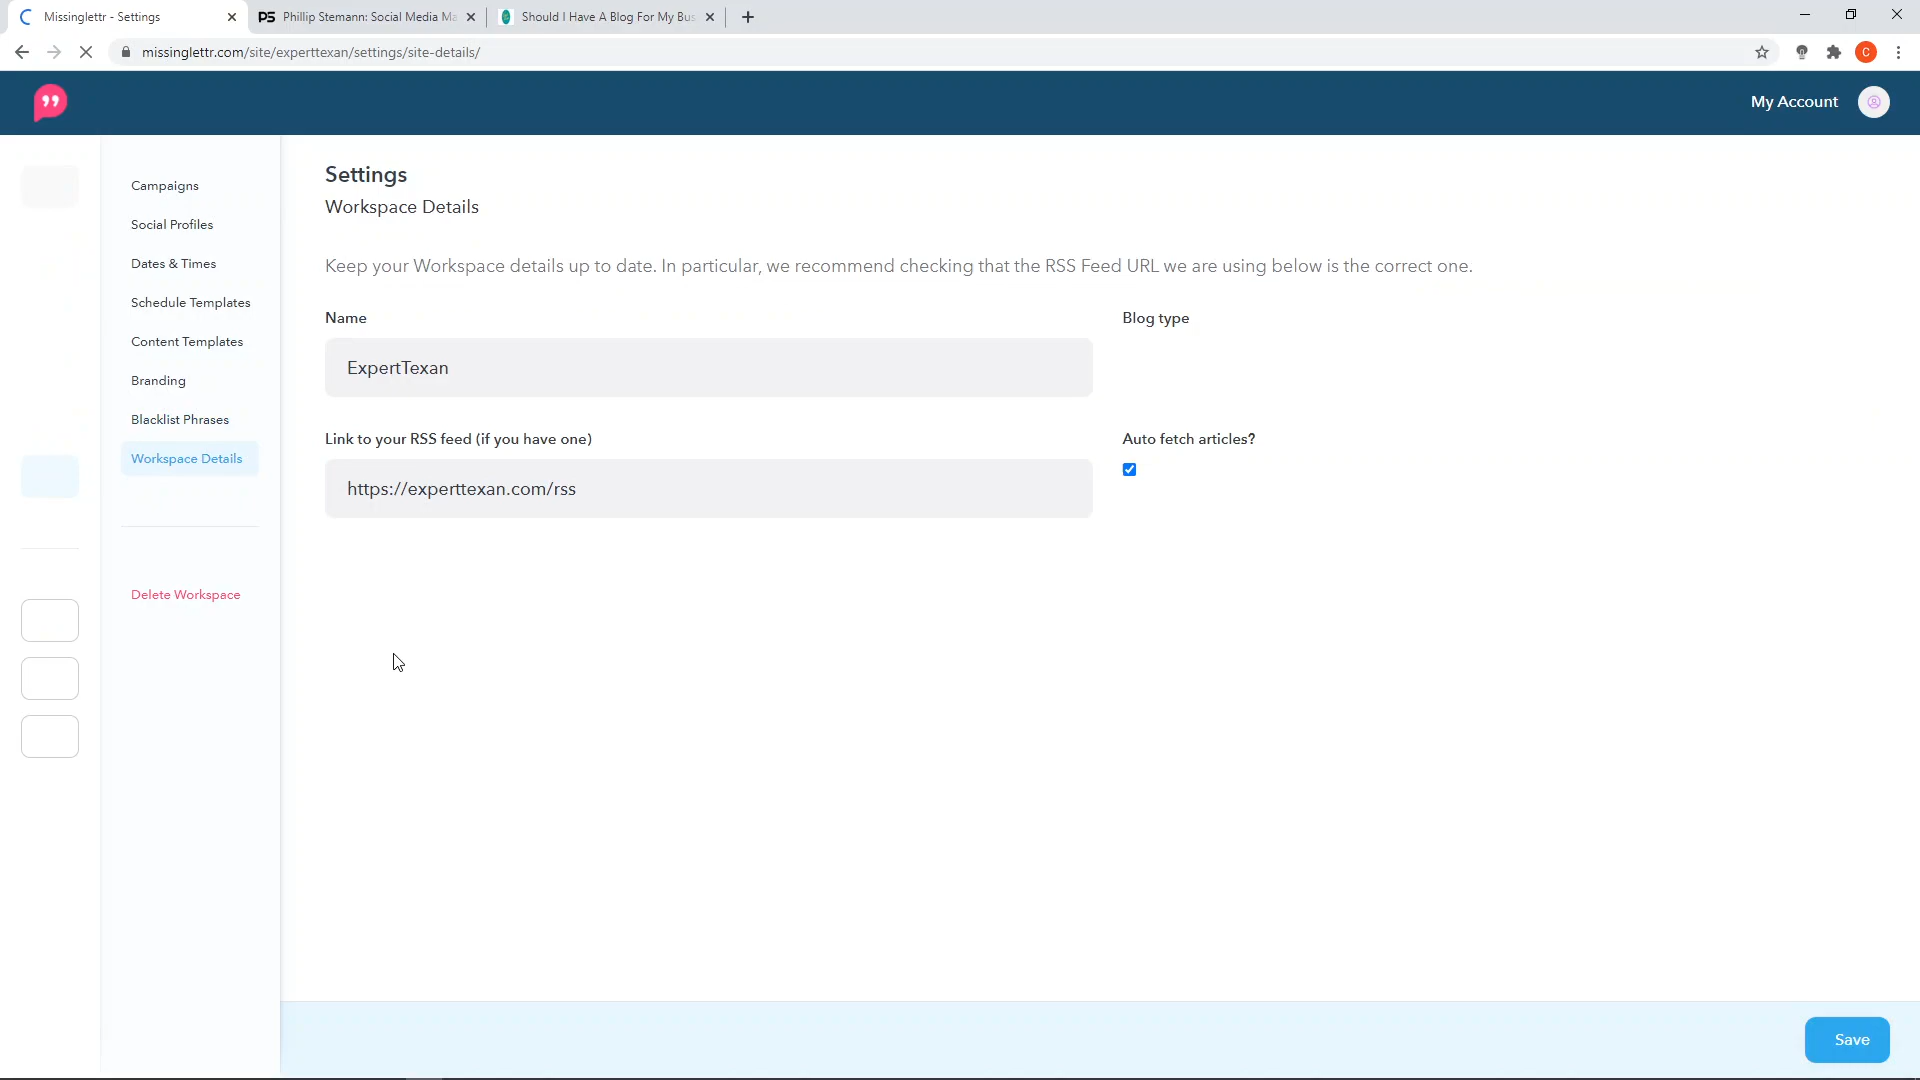 Missinglettr - Settings
Phillip Stemann: Social Media Ma
Should I Have A Blog For My Bus
missinglettr.com/site/experttexan/settings/site-details/
C
My Account
Campaigns
Social Profiles
Dates & Times
Schedule Templates
Content Templates
Branding
Blacklist Phrases
Workspace Details
Delete Workspace
Settings
Workspace Details
Keep your Workspace details up to date. In particular, we recommend checking that the RSS Feed URL we are using below is the correct one.
Name
Blog type
ExpertTexan
Link to your RSS feed (if you have one)
Auto fetch articles?
https://experttexan.com/rss
Save